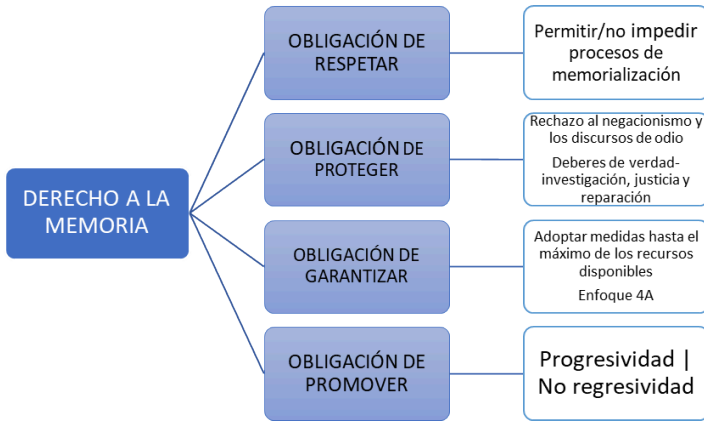 DERECHO A LA
MEMORIA
OBLIGACIÓN DE
RESPETAR
Permitir/no impedir
procesos de
memorialización
OBLIGACIÓN DE
PROTEGER
Rechazo al negacionismo y
los discursos de odio
Deberes de verdad-
investigación, justicia y
reparación
OBLIGACIÓN DE
GARANTIZAR
Adoptar medidas hasta el
máximo de los recursos
disponibles
Enfoque 4A
OBLIGACIÓN DE
PROMOVER
Progresividad |
No regresividad